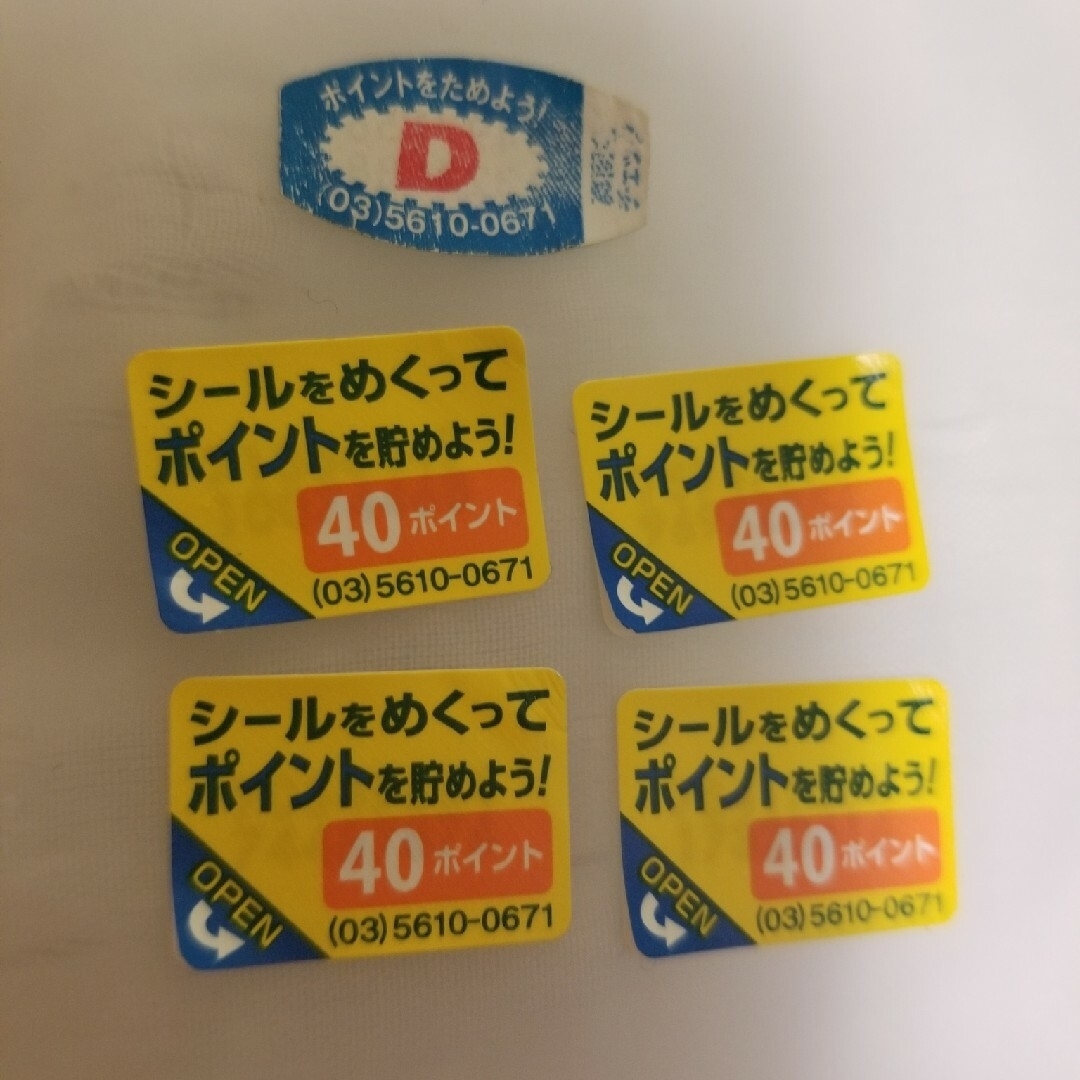 ポイントをためよう!
D
(03)5610-0671
シールをめくって
ポイントを貯めよう!
40ポイント
OPEN
(03)5610-0671
シールをめくって
ポイントを貯めよう!
40ポイント
OPEN
(03)5610-0671
シールをめくって
ポイントを貯めよう!
40ポイント
OPEN
(03)5610-0671
シールをめくって
ポイントを貯めよう!
40ポイント
OPEN
(03)5610-0671